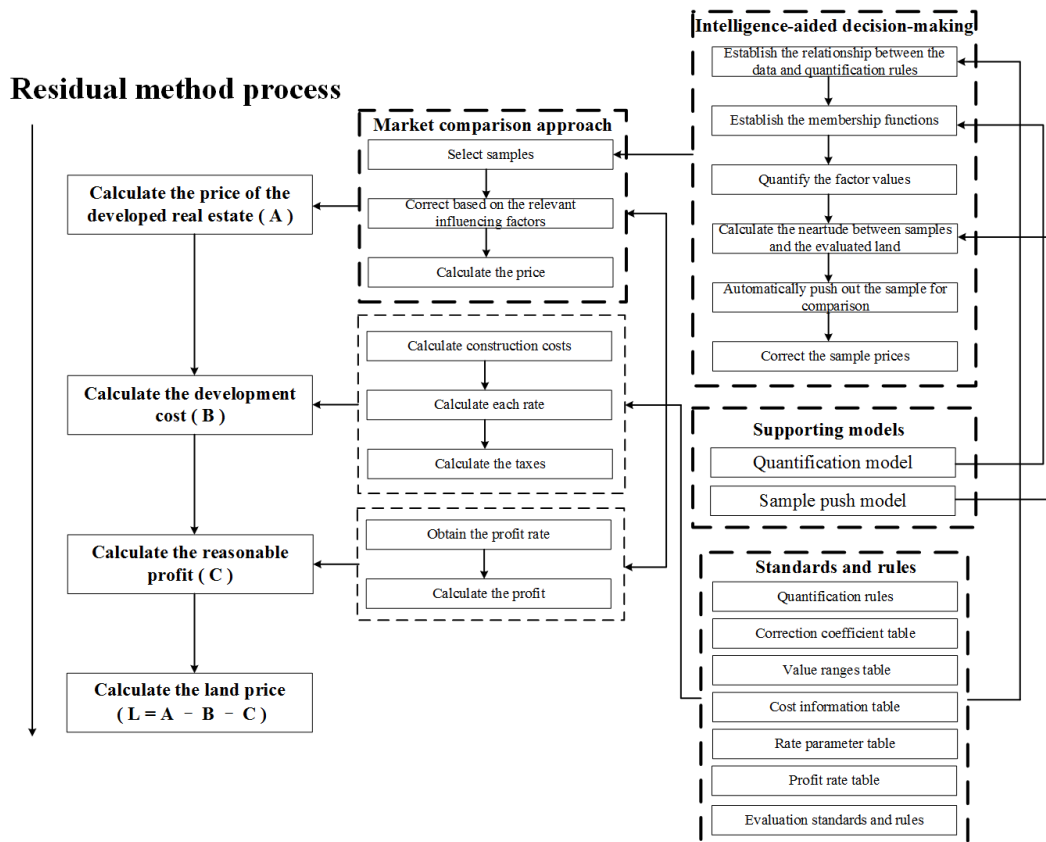 Residual method process
Calculate the price of the
developed real estate ( A )
Calculate the development
cost ( B )
Calculate the reasonable
profit ( C )
Calculate the land price
( L = A － B － C )
Market comparison approach
Select samples
Correct based on the relevant
influencing factors
Calculate the price
Calculate construction costs
Calculate each rate
Calculate the taxes
Obtain the profit rate
Calculate the profit
Intelligence-aided decision-making
Establish the relationship between the
data and quantification rules
Establish the membership functions
Quantify the factor values
Calculate the neartude between samples
and the evaluated land
Automatically push out the sample for
comparison
Correct the sample prices
Supporting models
Quantification model
Sample push model
Standards and rules
Quantification rules
Correction coefficient table
Value ranges table
Cost information table
Rate parameter table
Profit rate table
Evaluation standards and rules